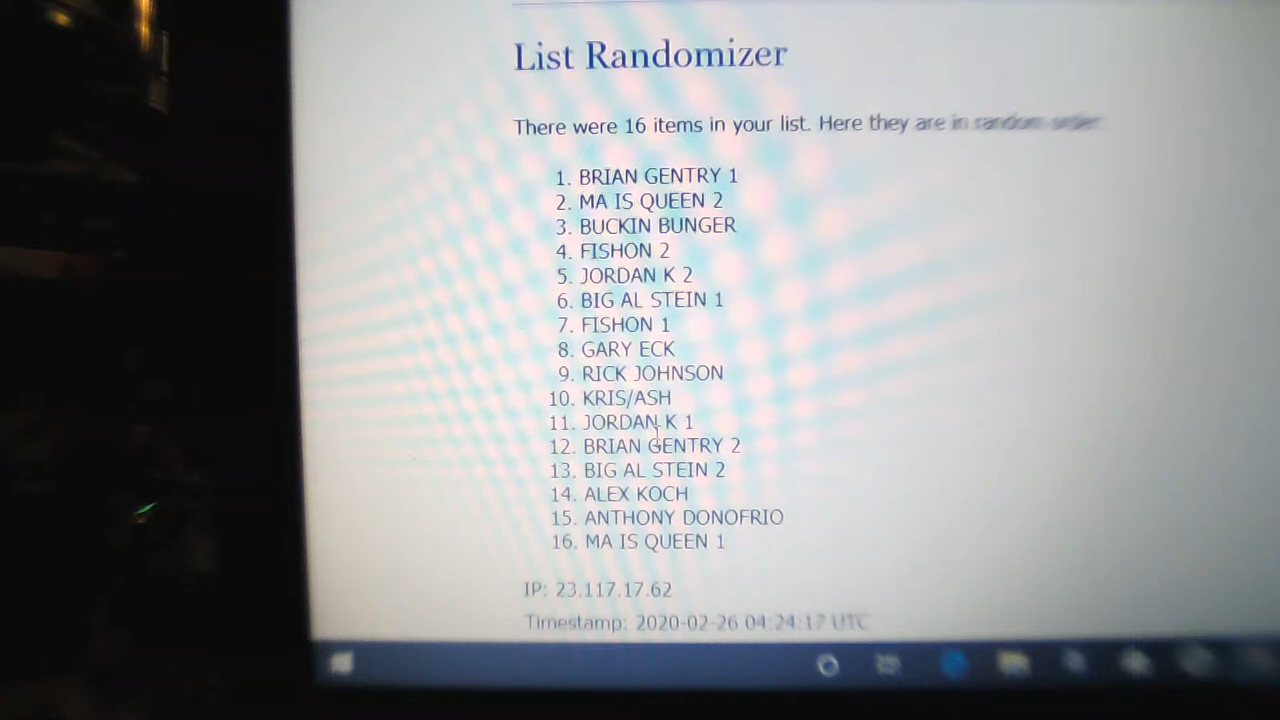 List Randomizer
There were 16 items in your list. Here they are in random order:
1. BRIAN GENTRY 1
2. MA IS QUEEN 2
3. BUCKIN BUNGER
4. FISHON 2
5. JORDAN K 2
6. BIG AL STEIN 1
7. FISHON 1
8. GARY ECK
9. RICK JOHNSON
10. KRIS/ASH
11. JORDAN K 1
12. BRIAN GENTRY 2
13. BIG AL STEIN 2
14. ALEX KOCH
15. ANTHONY DONOFRIO
16. MA IS QUEEN 1
IP: 23.117.17.62
Timestamp: 2020-02-26 04:24:17 UTC